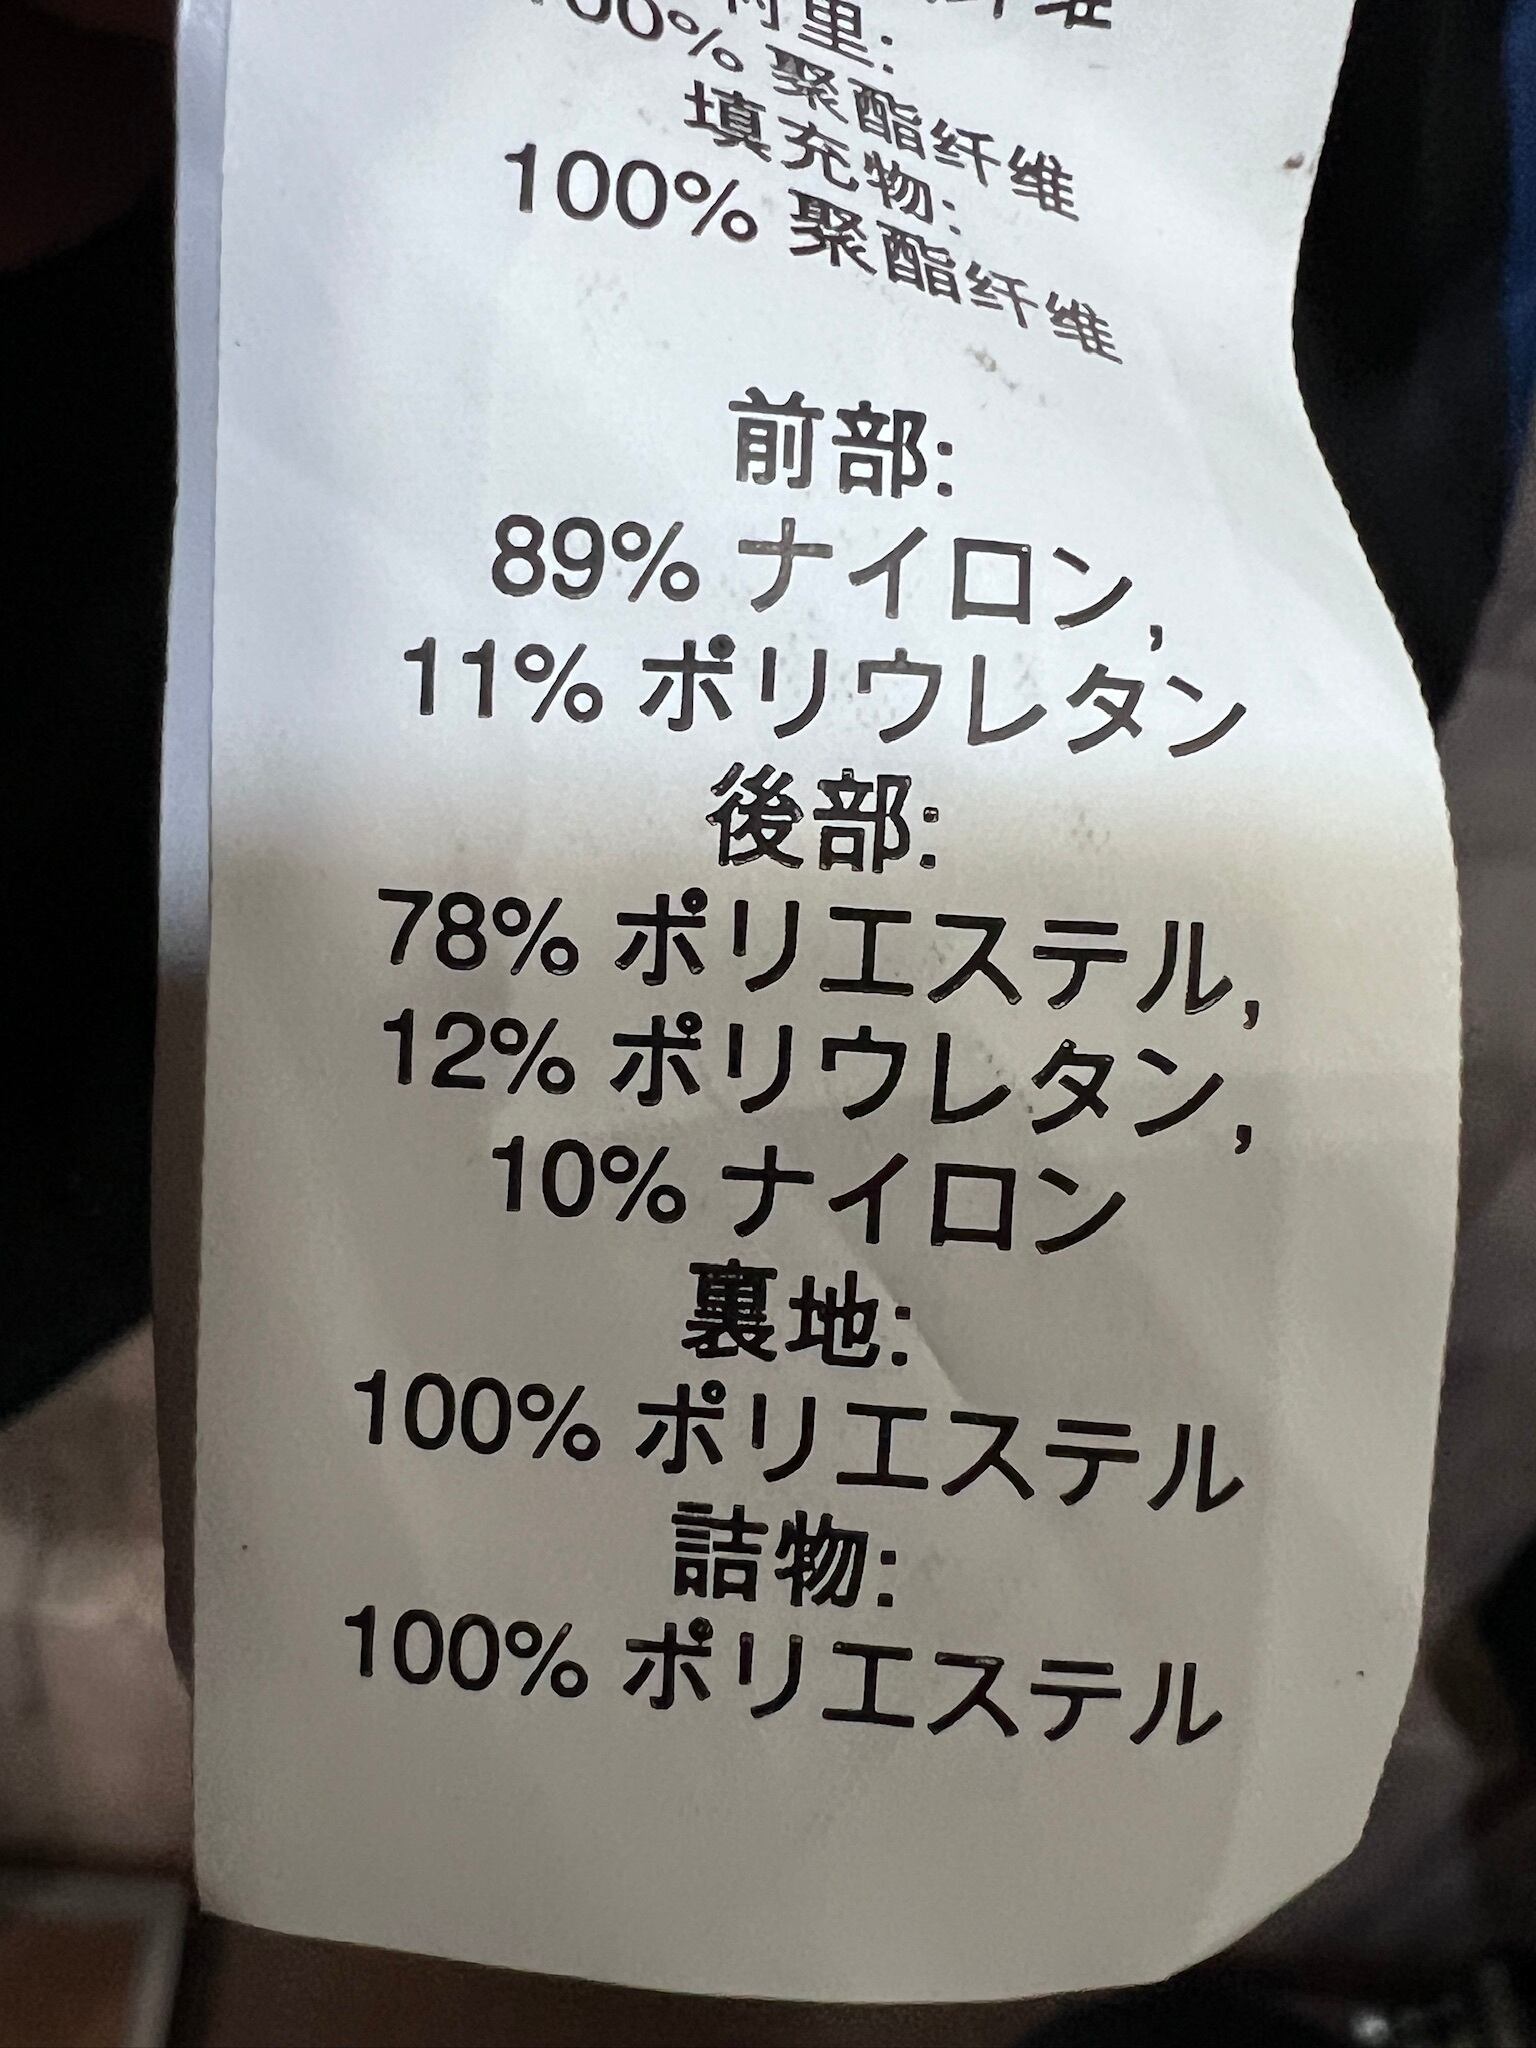 里:
100% 聚酯纤维
填充物:
100% 聚酯纤维
前部:
89% ナイロン,
11% ポリウレタン
後部:
78% ポリエステル,
12% ポリウレタン,
10% ナイロン
裏地:
100% ポリエステル
詰物:
100% ポリエステル